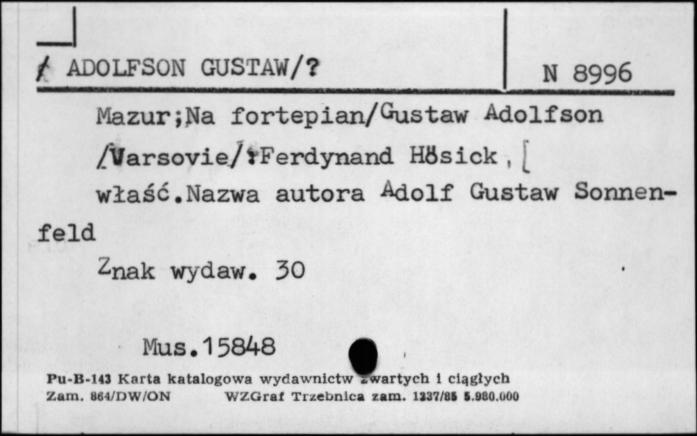 / ADOLFSON GUSTAW/?
N 8996
Mazur;Na fortepian/Gustaw Adolfson
/Varsovie/:Ferdynand Hösick, [
właść.Nazwa autora Adolf Gustaw Sonnen-
feld
Znak wydaw. 30
Mus.15848
Pu-B-143 Karta katalogowa wydawnictw zwartych i ciągłych
Zam. 864/DW/ON WZGraf Trzebnica zam. 1237/85 5.980.000